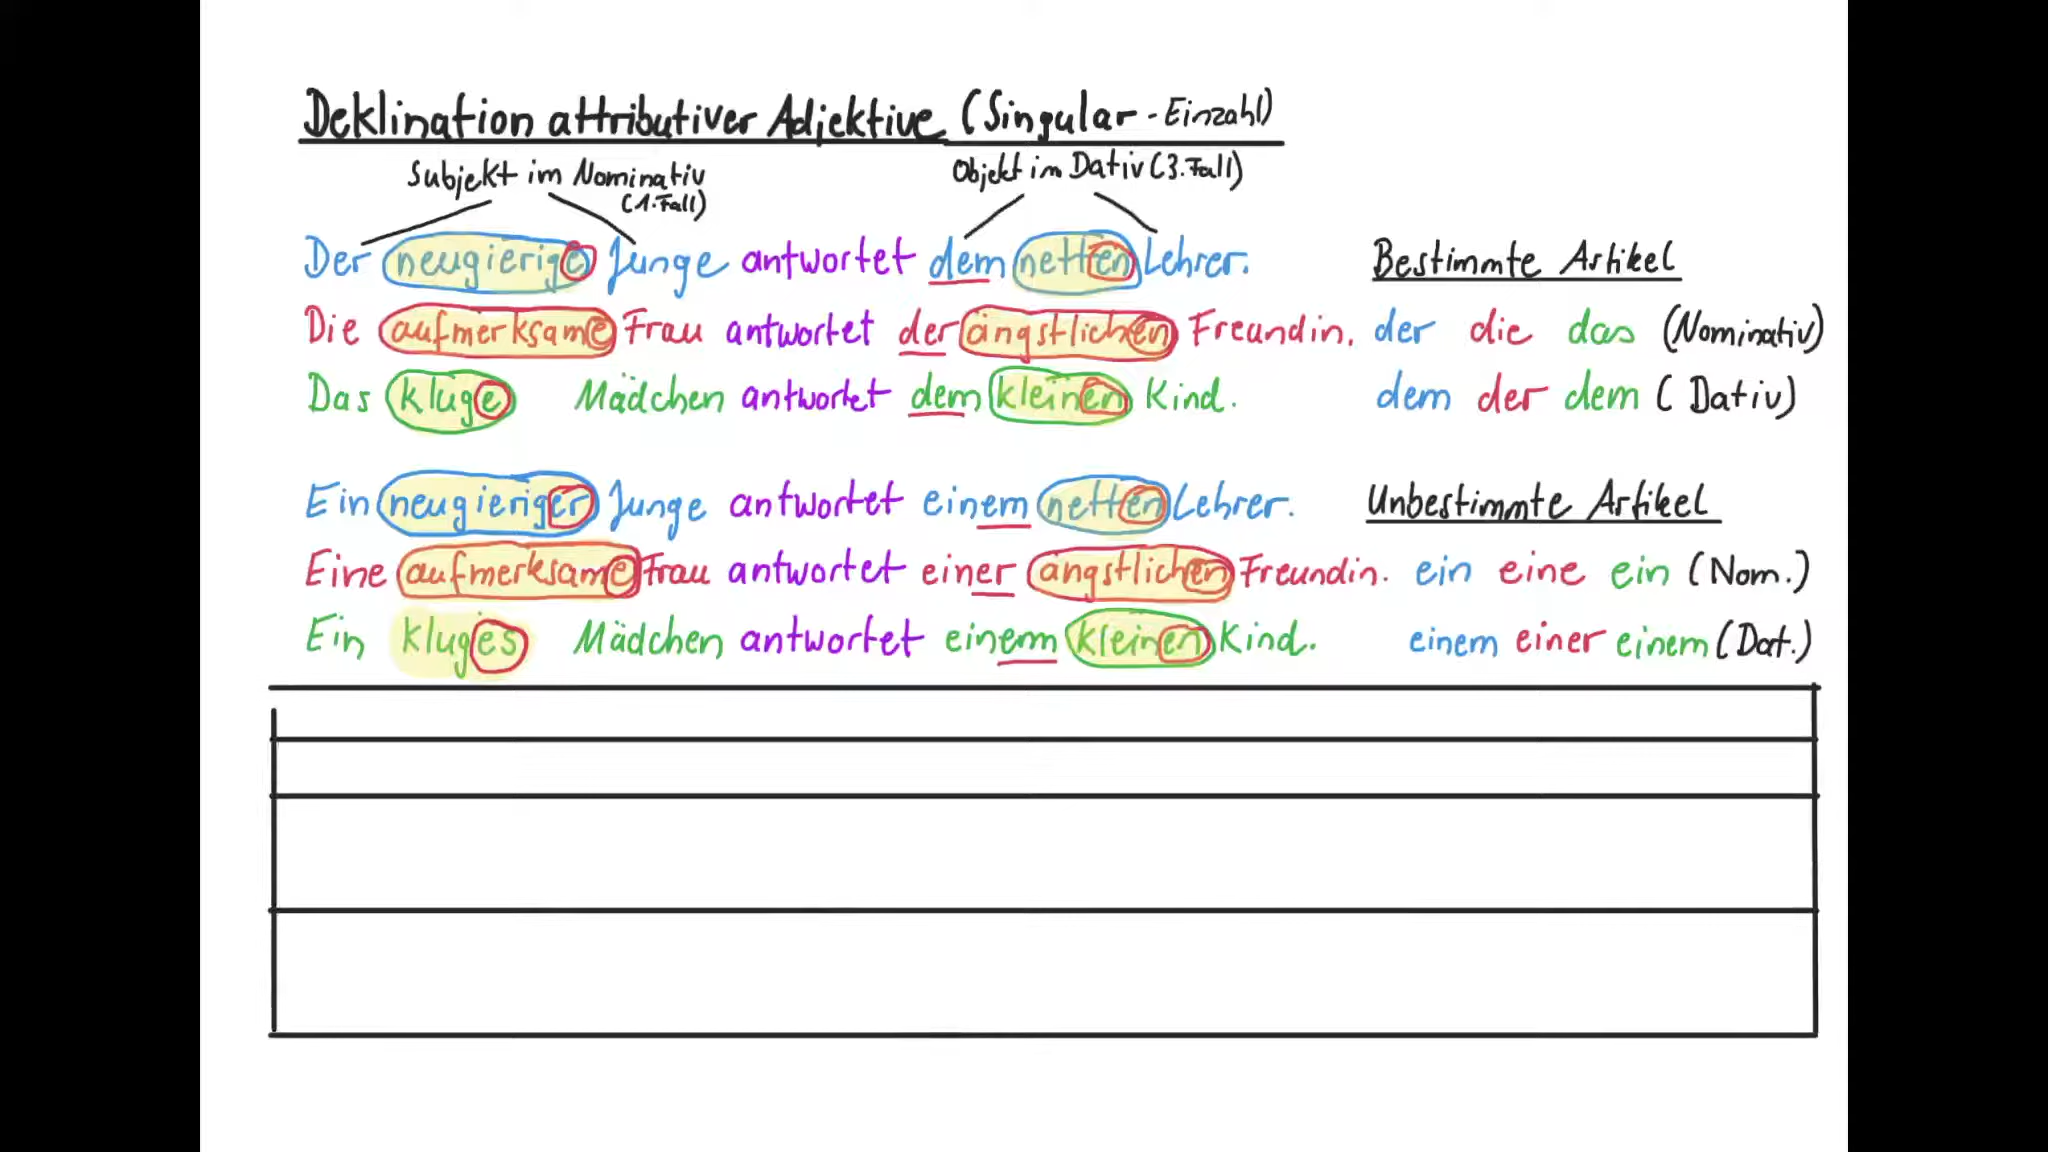 Deklination attributiver Adjektive (Singular - Einzahl)
Subjekt im Nominativ
(1. Fall)
Objekt im Dativ (3. Fall)
Der neugierige Junge antwortet dem netten Lehrer.
Die aufmerksame Frau antwortet der ängstlichen Freundin.
Das kluge Mädchen antwortet dem kleinen Kind.
Bestimmte Artikel
der die das (Nominativ)
dem der dem (Dativ)
Ein neugieriger Junge antwortet einem netten Lehrer.
Eine aufmerksame Frau antwortet einer ängstlichen Freundin.
Ein kluges Mädchen antwortet einem kleinen Kind.
Unbestimmte Artikel
ein eine ein (Nom.)
einem einer einem (Dat.)